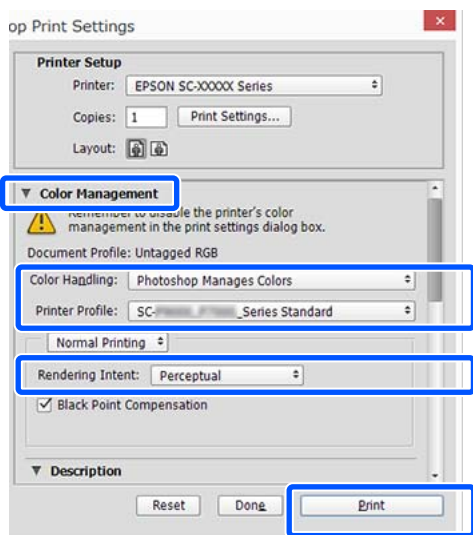 op Print Settings
Printer Setup
Printer: EPSON SC-XXXXX Series
Copies: 1 Print Settings...
Layout:
Color Management
Remember to disable the printer's color
management in the print settings dialog box.
Document Profile: Untagged RGB
Color Handling: Photoshop Manages Colors
Printer Profile: SC- _Series Standard
Normal Printing
Rendering Intent: Perceptual
Black Point Compensation
Description
Reset Done Print